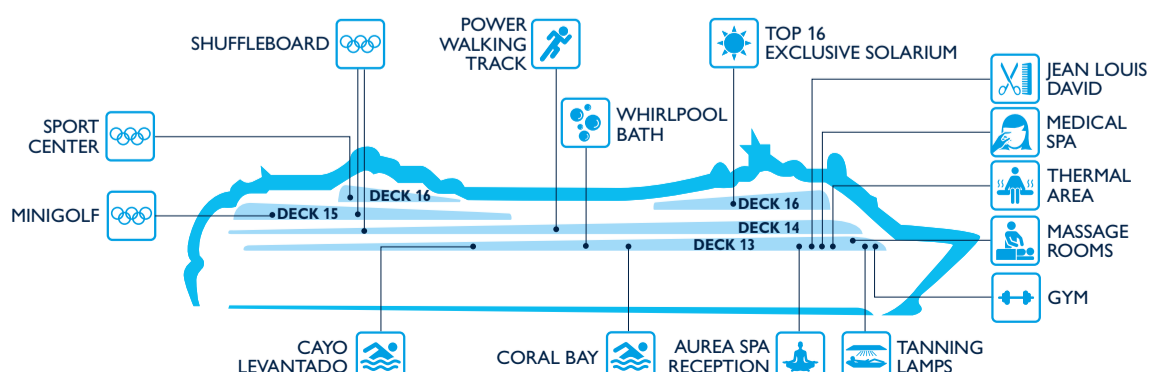 SHUFFLEBOARD
POWER
WALKING
TRACK
TOP 16
EXCLUSIVE SOLARIUM
JEAN LOUIS
DAVID
WHIRLPOOL
BATH
SPORT
CENTER
MEDICAL
SPA
THERMAL
AREA
MINIGOLF
DECK 16
DECK 15
DECK 16
DECK 14
DECK 13
MASSAGE
ROOMS
GYM
CAYO
LEVANTADO
CORAL BAY
AUREA SPA
RECEPTION
TANNING
LAMPS